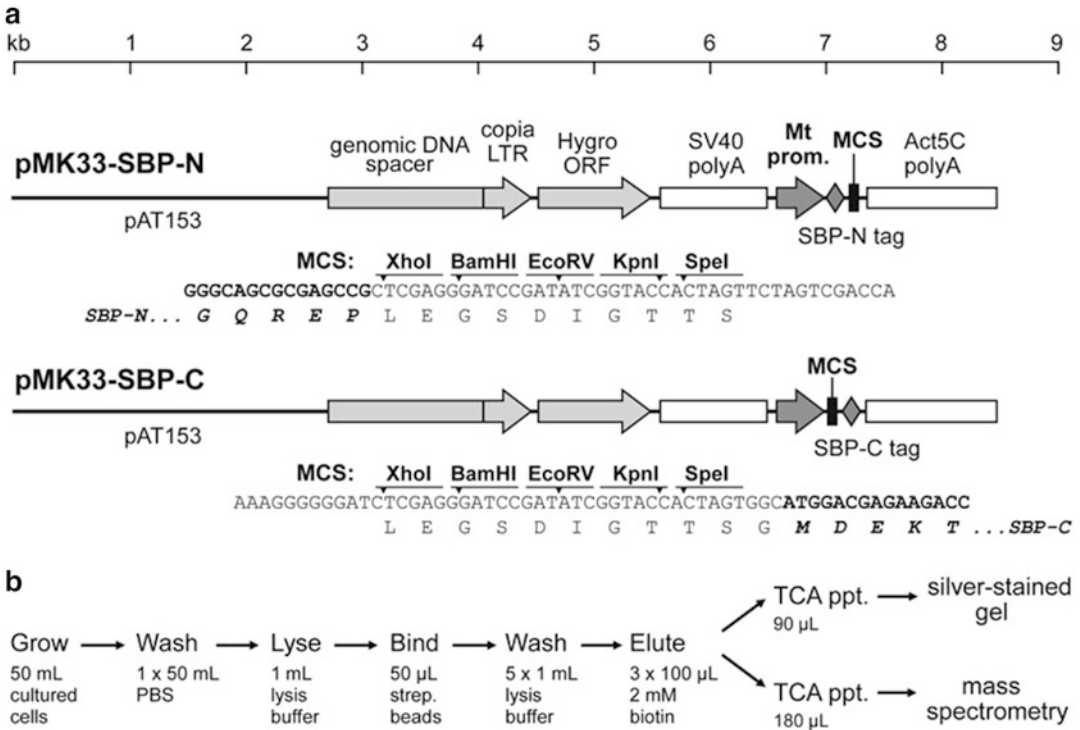 a
kb 1 2 3 4 5 6 7 8 9
pMK33-SBP-N
genomic DNA
spacer
copia
LTR
Hygro
ORF
SV40
polyA
Mt
prom.
MCS
Act5C
polyA
pAT153
SBP-N tag
MCS: XhoI BamHI EcoRV KpnI SpeI
GGGCAGCGCGAGCCGCTCGAGGGATCCGATATCGGTACCACTAGTTCTAGTCGACCA
SBP-N... G Q R E P L E G S D I G T T S
pMK33-SBP-C
MCS
pAT153
SBP-C tag
MCS: XhoI BamHI EcoRV KpnI SpeI
AAAGGGGGGATCCTCGAGGGATCCGATATCGGTACCACTAGTGGCATGGACGAGAAGACC
L E G S D I G T T S G M D E K T ...SBP-C
b
Grow
50 mL
cultured
cells
Wash
1 x 50 mL
PBS
Lyse
1 mL
lysis
buffer
Bind
50 µL
strep.
beads
Wash
5 x 1 mL
lysis
buffer
Elute
3 x 100 µL
2 mM
biotin
TCA ppt.
90 µL
silver-stained
gel
TCA ppt.
180 µL
mass
spectrometry